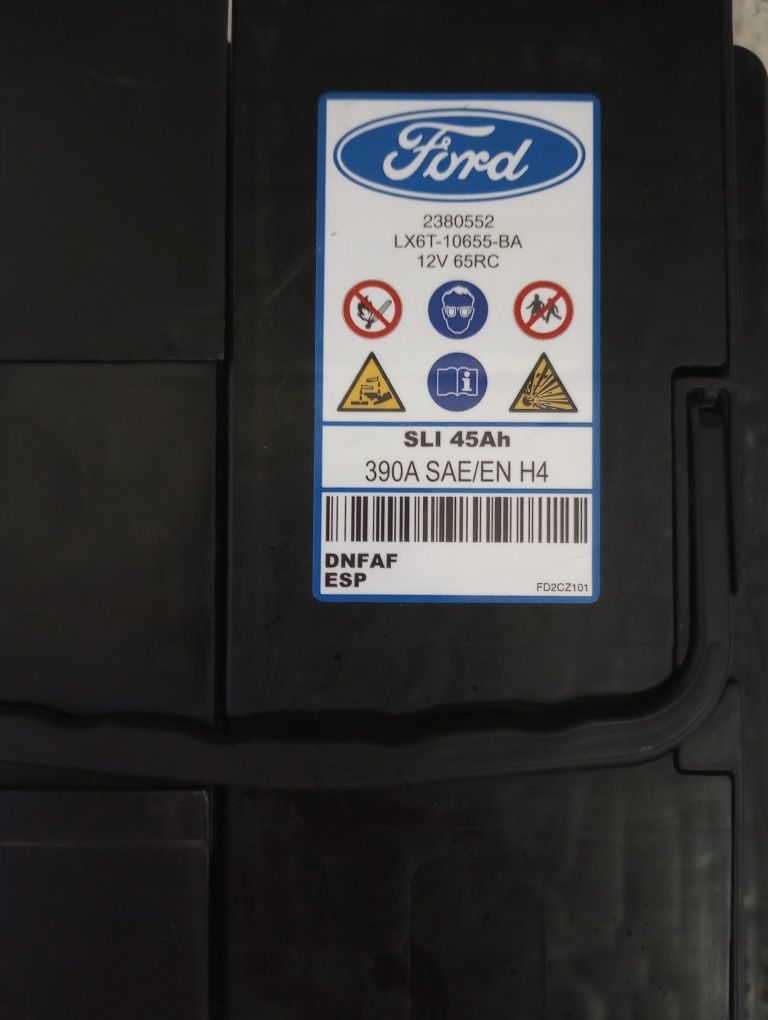 Ford
2380552
LX6T-10655-BA
12V 65RC
SLI 45Ah
390A SAE/EN H4
DNFAF
ESP
FD2CZ101